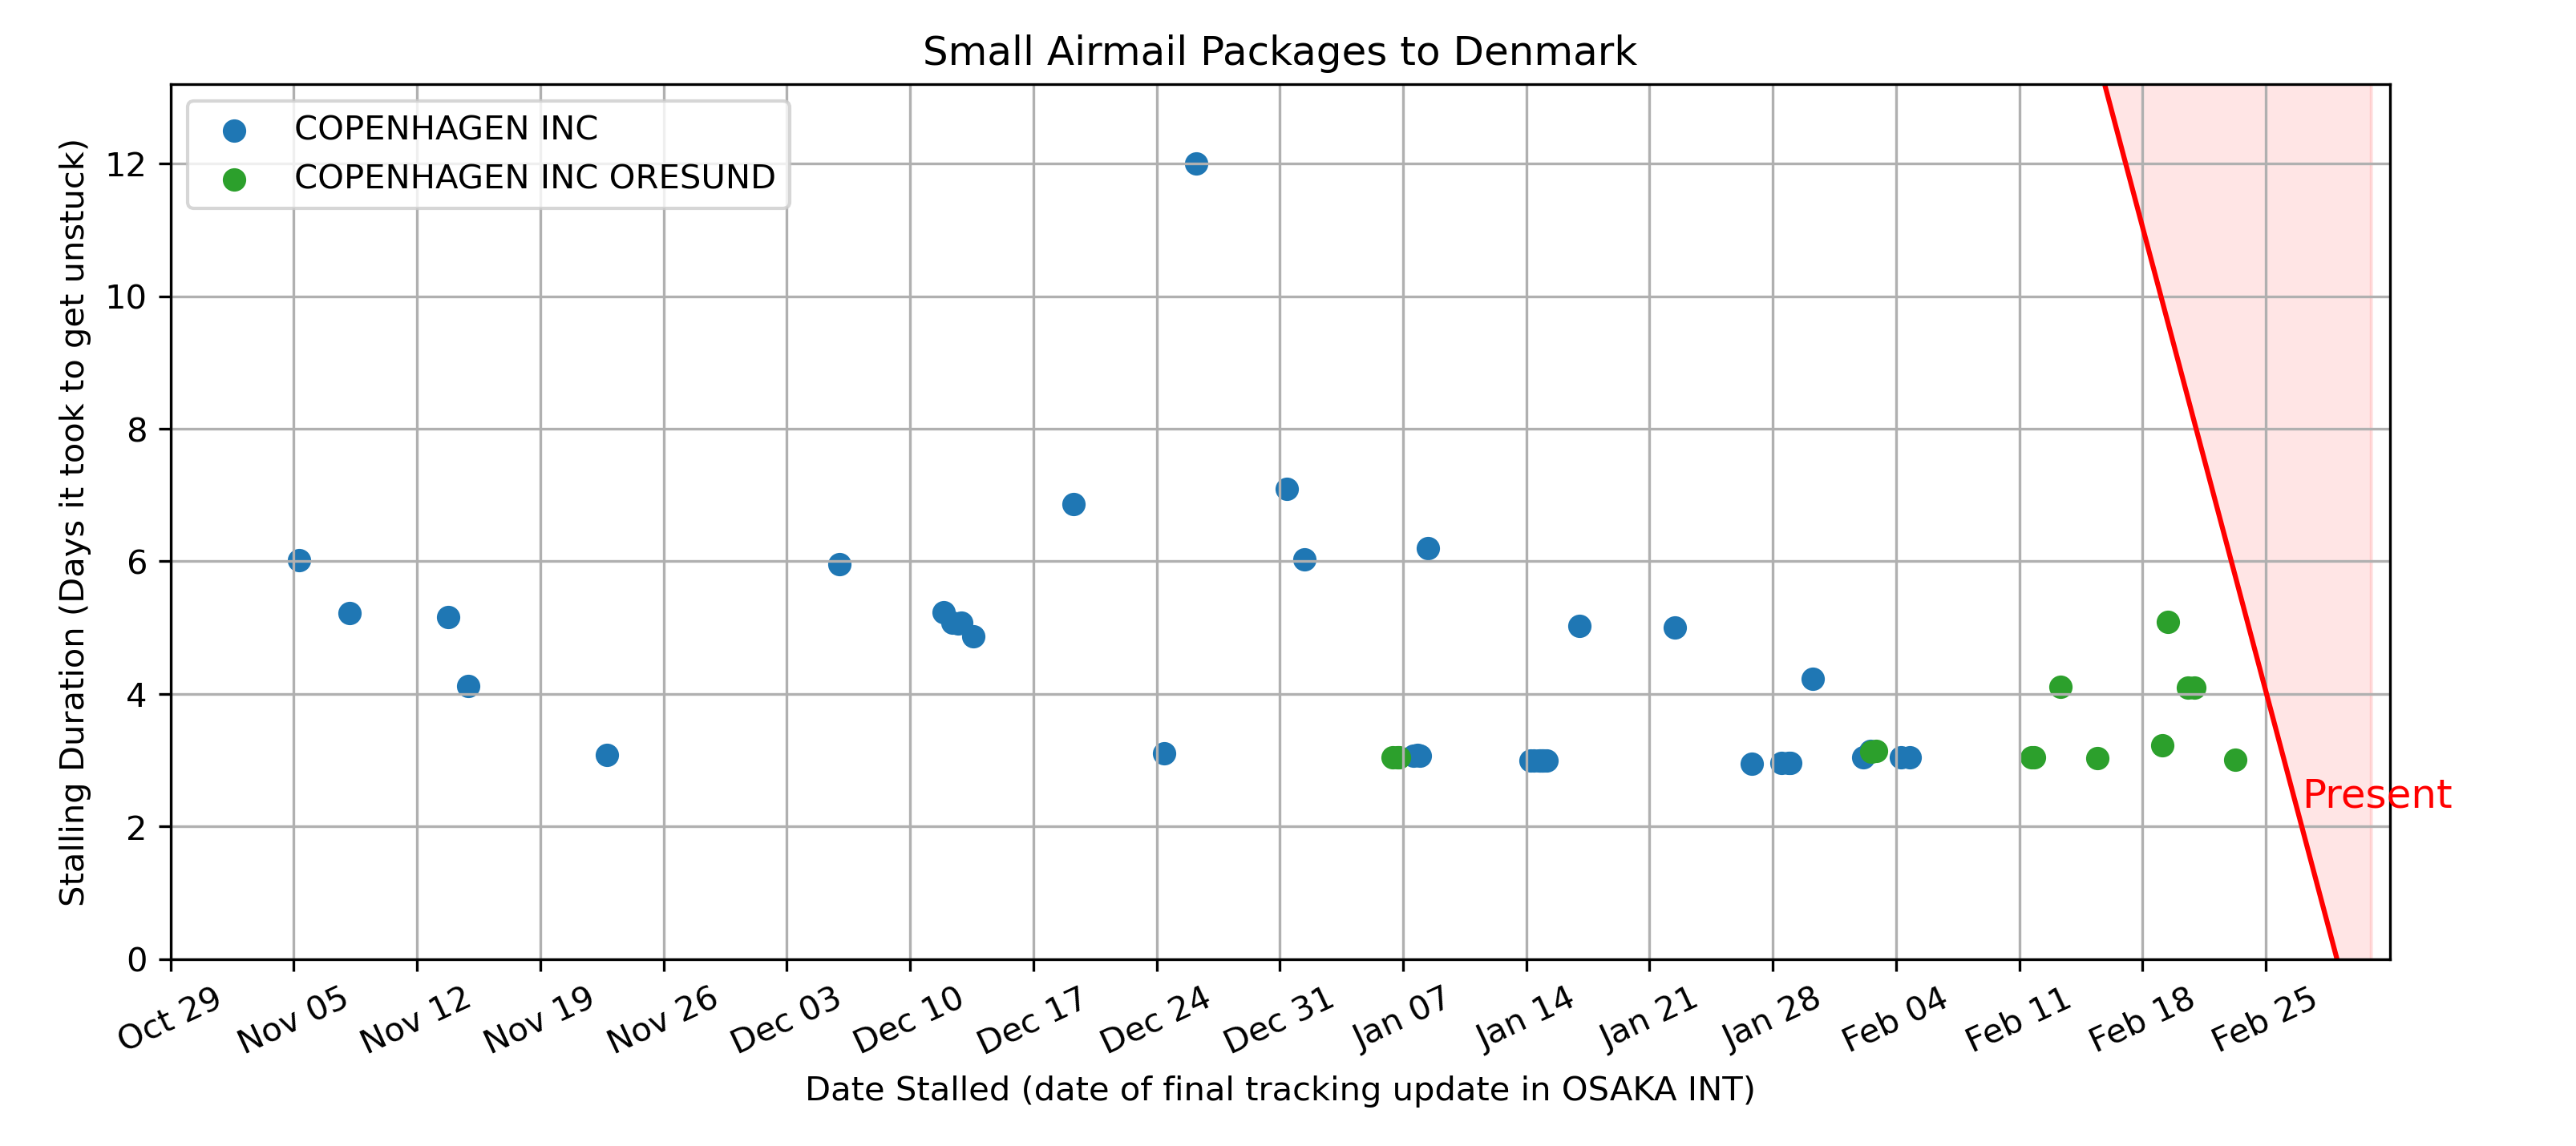 Small Airmail Packages to Denmark
COPENHAGEN INC
COPENHAGEN INC ORESUND
Stalling Duration (Days it took to get unstuck)
12
10
8
6
4
2
0
Present
Oct 29
Nov 05
Nov 12
Nov 19
Nov 26
Dec 03
Dec 10
Dec 17
Dec 24
Dec 31
Jan 07
Jan 14
Jan 21
Jan 28
Feb 04
Feb 11
Feb 18
Feb 25
Date Stalled (date of final tracking update in OSAKA INT)